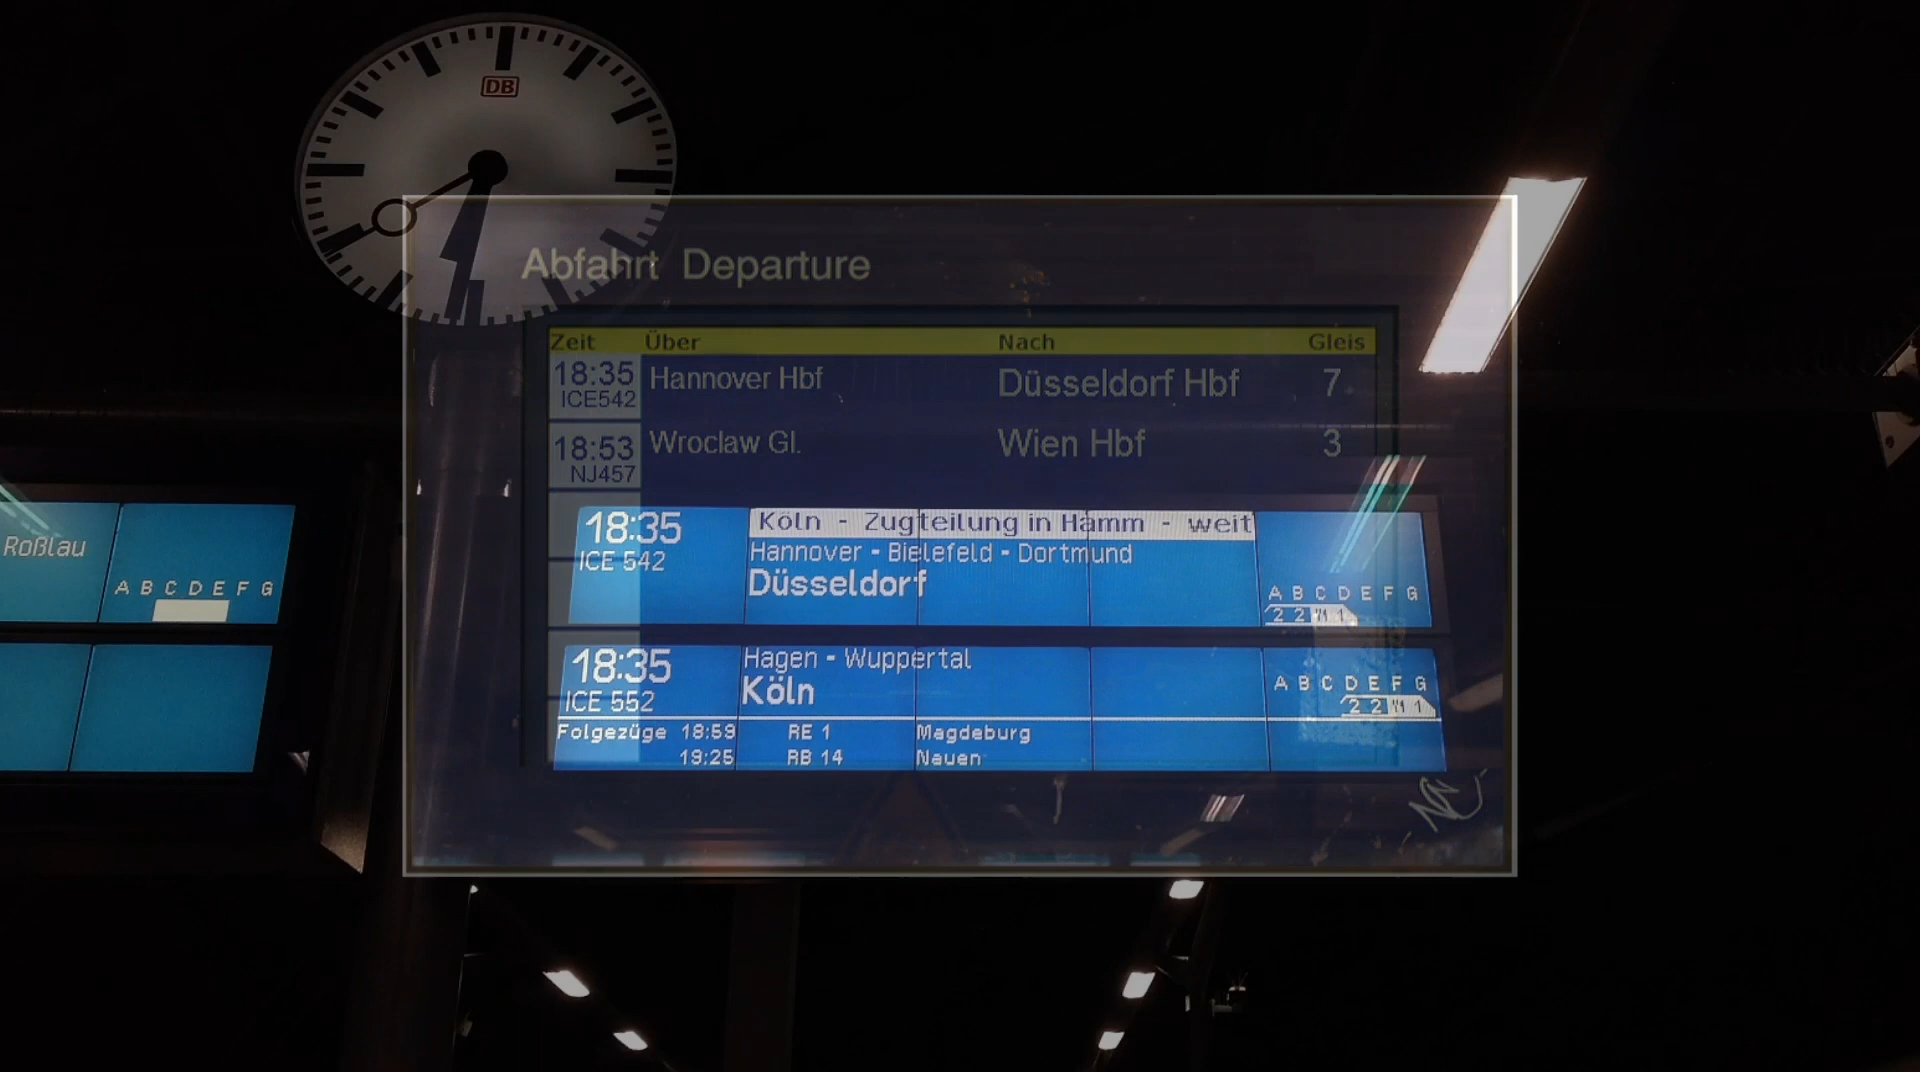 DB
Abfahrt Departure
Zeit Über Nach Gleis
18:35 Hannover Hbf Düsseldorf Hbf 7
ICE542
18:53 Wroclaw Gl. Wien Hbf 3
NJ457
Roßlau
A B C D E F G
18:35 Köln - Zugteilung in Hamm - weit
ICE 542 Hannover - Bielefeld - Dortmund
Düsseldorf
A B C D E F G
2 2 1
18:35 Hagen - Wuppertal
ICE 552 Köln
A B C D E F G
2 2 1
Folgezüge 18:59 RE 1 Magdeburg
19:25 RB 14 Nauen